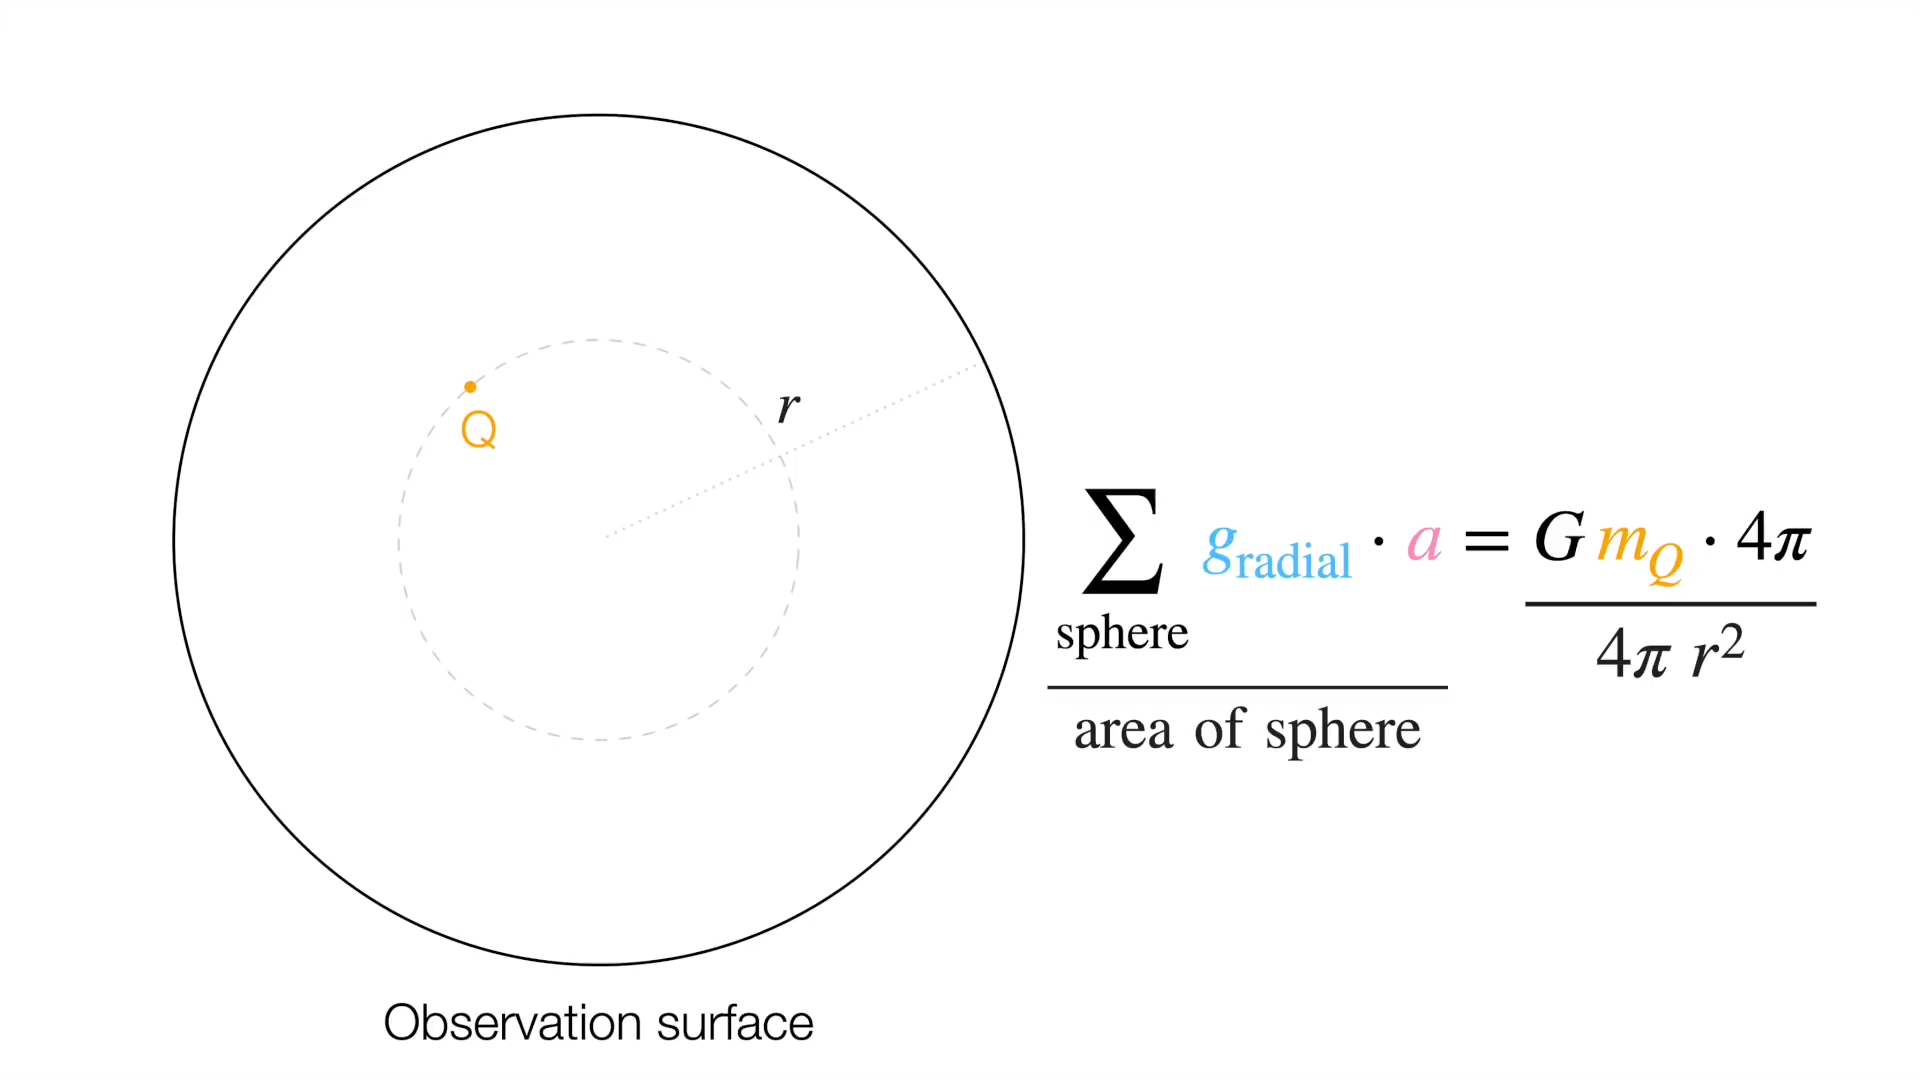 r
Q
∑ g_radial · a = G m_Q · 4π
sphere
4π r²
area of sphere
Observation surface